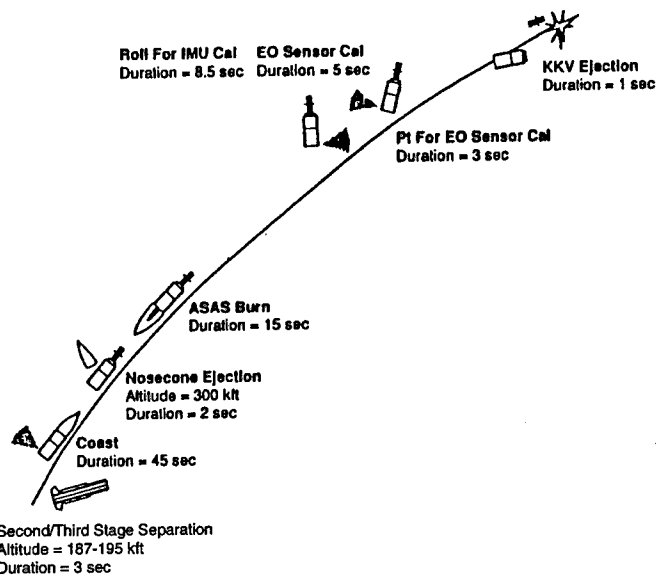 Roll For IMU Cal
Duration = 8.5 sec
EO Sensor Cal
Duration = 5 sec
KKV Ejection
Duration = 1 sec
Pt For EO Sensor Cal
Duration = 3 sec
ASAS Burn
Duration = 15 sec
Nosecone Ejection
Altitude = 300 kft
Duration = 2 sec
Coast
Duration = 45 sec
Second/Third Stage Separation
Altitude = 187-195 kft
Duration = 3 sec